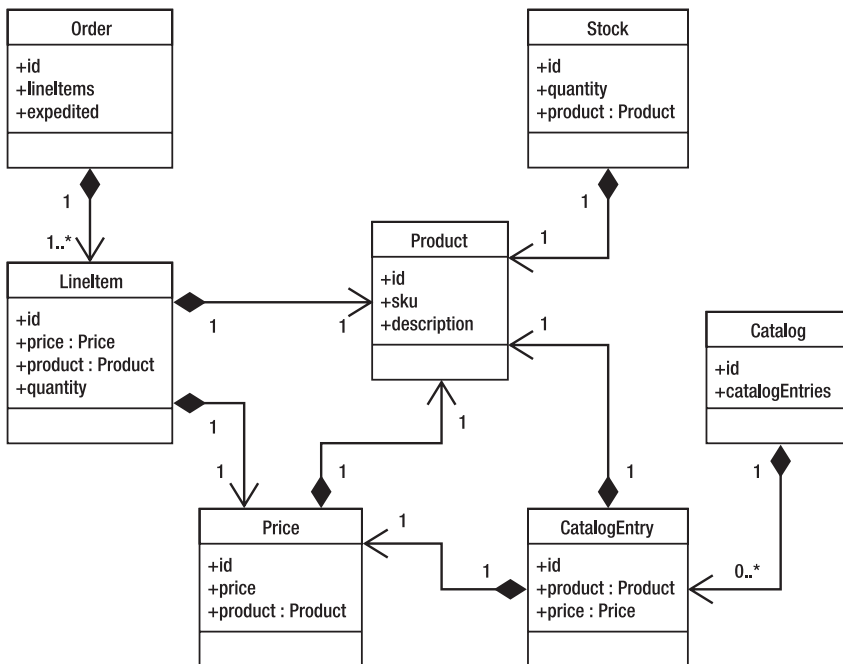 Order
+id
+lineItems
+expedited
1
1..*
Stock
+id
+quantity
+product : Product
1
1
Product
+id
+sku
+description
LineItem
+id
+price : Price
+product : Product
+quantity
1
1
1
1
1
1
1
Catalog
+id
+catalogEntries
1
0..*
Price
+id
+price
+product : Product
1
1
CatalogEntry
+id
+product : Product
+price : Price
1